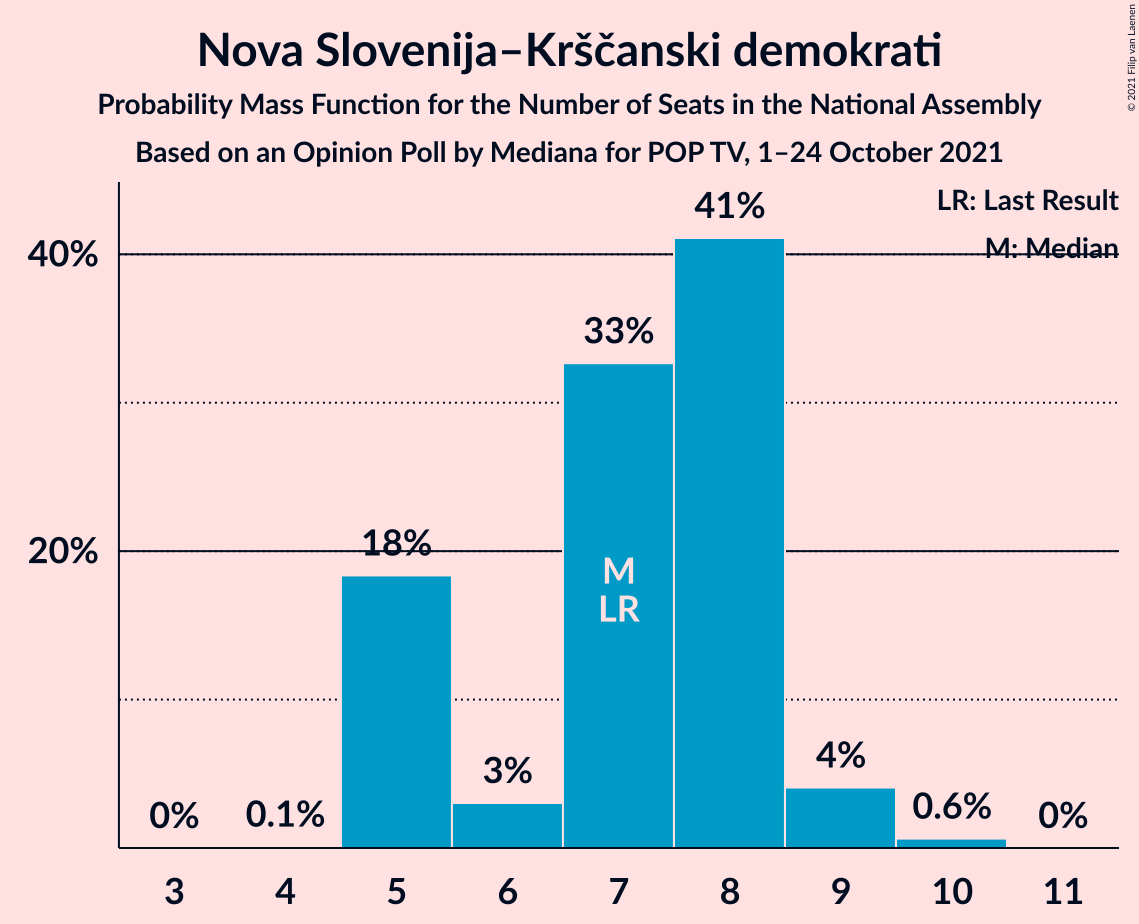 Nova Slovenija–Krščanski demokrati
Probability Mass Function for the Number of Seats in the National Assembly
Based on an Opinion Poll by Mediana for POP TV, 1–24 October 2021
© 2021 Filip van Laenen
LR: Last Result
M: Median
40%
20%
0%
0.1%
18%
3%
33%
41%
4%
0.6%
0%
M
LR
3 4 5 6 7 8 9 10 11